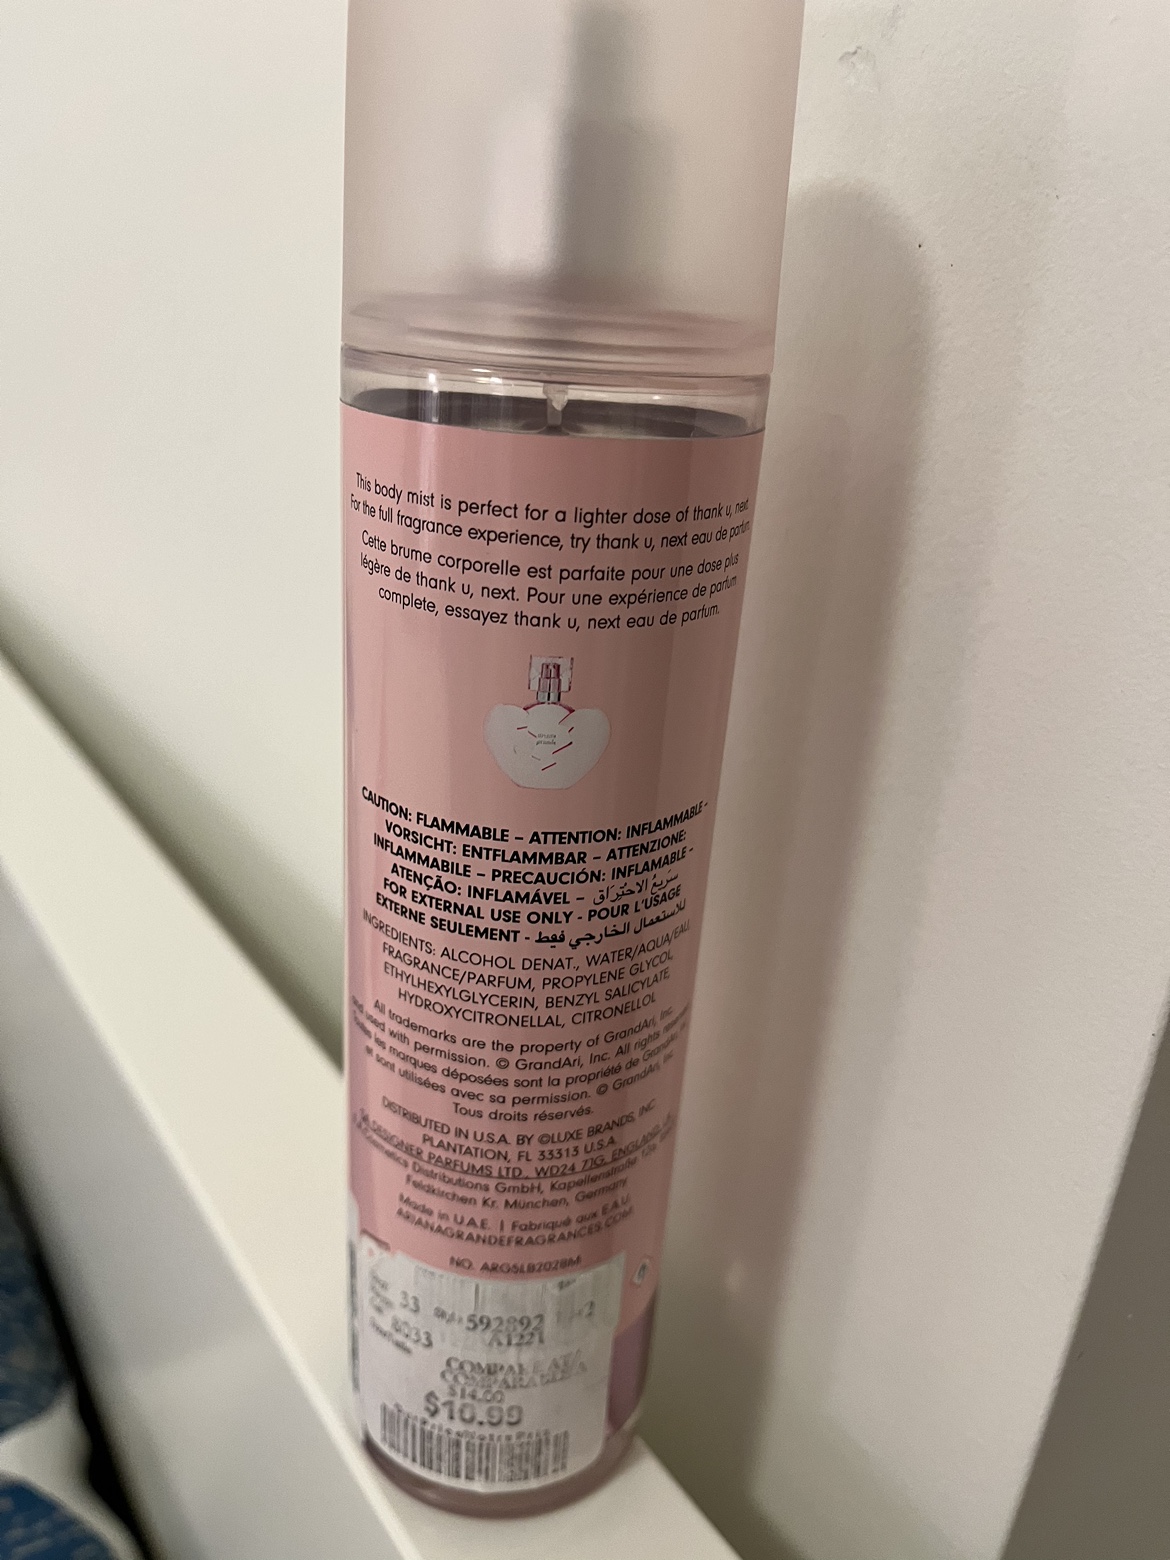 This body mist is perfect for a lighter dose of thank u, next.
For the full fragrance experience, try thank u, next eau de parfum.
Cette brume corporelle est parfaite pour une dose plus
légère de thank u, next. Pour une expérience de parfum
complete, essayez thank u, next eau de parfum.
ariana
grande
CAUTION: FLAMMABLE – ATTENTION: INFLAMMABLE -
VORSICHT: ENTFLAMMBAR – ATTENZIONE:
INFLAMMABILE – PRECAUCIÓN: INFLAMABLE -
ATENÇÃO: INFLAMÁVEL – سَريعُ الاحتِرَاق
FOR EXTERNAL USE ONLY - POUR L'USAGE
EXTERNE SEULEMENT - للاستعمال الخارجي فقط
INGREDIENTS: ALCOHOL DENAT., WATER/AQUA/EAU,
FRAGRANCE/PARFUM, PROPYLENE GLYCOL,
ETHYLHEXYLGLYCERIN, BENZYL SALICYLATE,
HYDROXYCITRONELLAL, CITRONELLOL
All trademarks are the property of GrandAri, Inc.
and used with permission. © GrandAri, Inc. All rights reserved.
Toutes les marques déposées sont la propriété de GrandAri, Inc.
et sont utilisées avec sa permission. © GrandAri, Inc.
Tous droits réservés.
DISTRIBUTED IN U.S.A. BY ©LUXE BRANDS, INC.
PLANTATION, FL 33313 U.S.A.
DESIGNER PARFUMS LTD., WD24 7JG, ENGLAND,
Cosmetics Distributions GmbH, Kapellenstraße
Feldkirchen Kr. München, Germany
Made in U.A.E. | Fabriqué aux É.A.U.
ARIANAGRANDEFRAGRANCES.COM
NO. ARGSLB202BM
33 592892
8033 A1221
COMPARE AT
COMPARABLE A
$14.00
$10.99